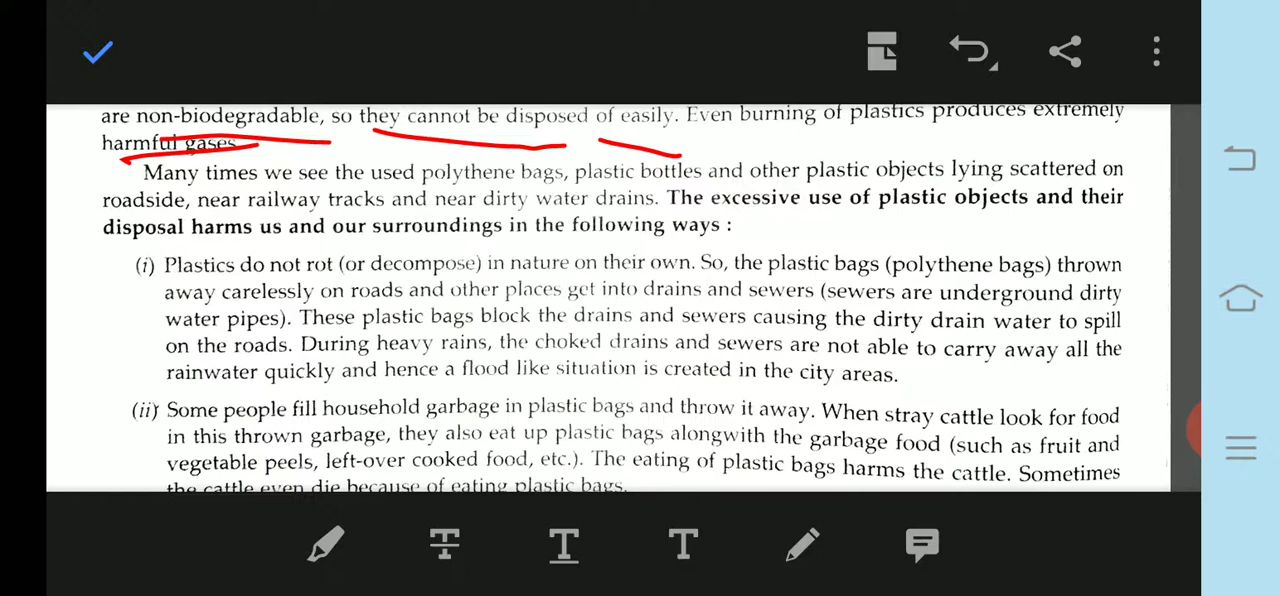 are non-biodegradable, so they cannot be disposed of easily. Even burning of plastics produces extremely
harmful gases.
Many times we see the used polythene bags, plastic bottles and other plastic objects lying scattered on
roadside, near railway tracks and near dirty water drains. The excessive use of plastic objects and their
disposal harms us and our surroundings in the following ways :
(i) Plastics do not rot (or decompose) in nature on their own. So, the plastic bags (polythene bags) thrown
away carelessly on roads and other places get into drains and sewers (sewers are underground dirty
water pipes). These plastic bags block the drains and sewers causing the dirty drain water to spill
on the roads. During heavy rains, the choked drains and sewers are not able to carry away all the
rainwater quickly and hence a flood like situation is created in the city areas.
(ii) Some people fill household garbage in plastic bags and throw it away. When stray cattle look for food
in this thrown garbage, they also eat up plastic bags alongwith the garbage food (such as fruit and
vegetable peels, left-over cooked food, etc.). The eating of plastic bags harms the cattle. Sometimes
the cattle even die because of eating plastic bags.
T T T